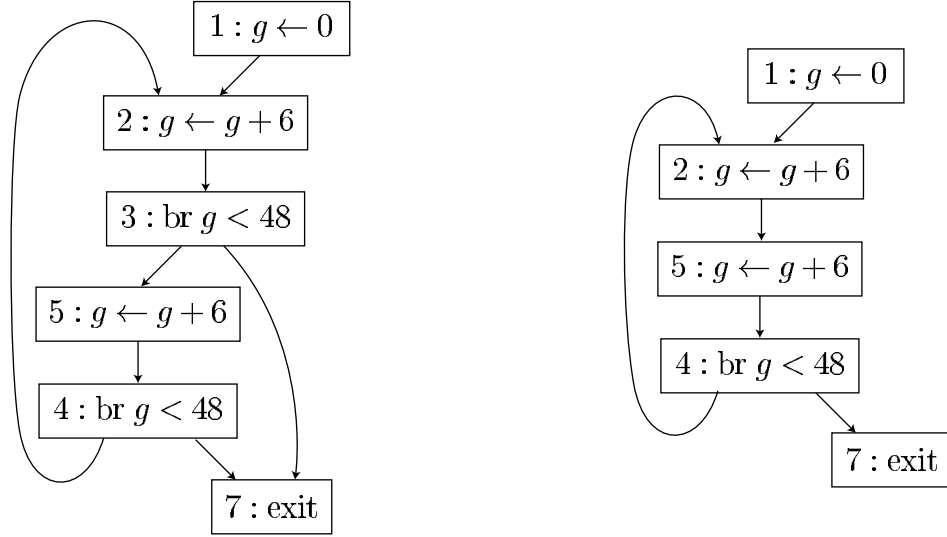 1 : g ← 0
2 : g ← g + 6
3 : br g < 48
5 : g ← g + 6
4 : br g < 48
7 : exit
1 : g ← 0
2 : g ← g + 6
5 : g ← g + 6
4 : br g < 48
7 : exit